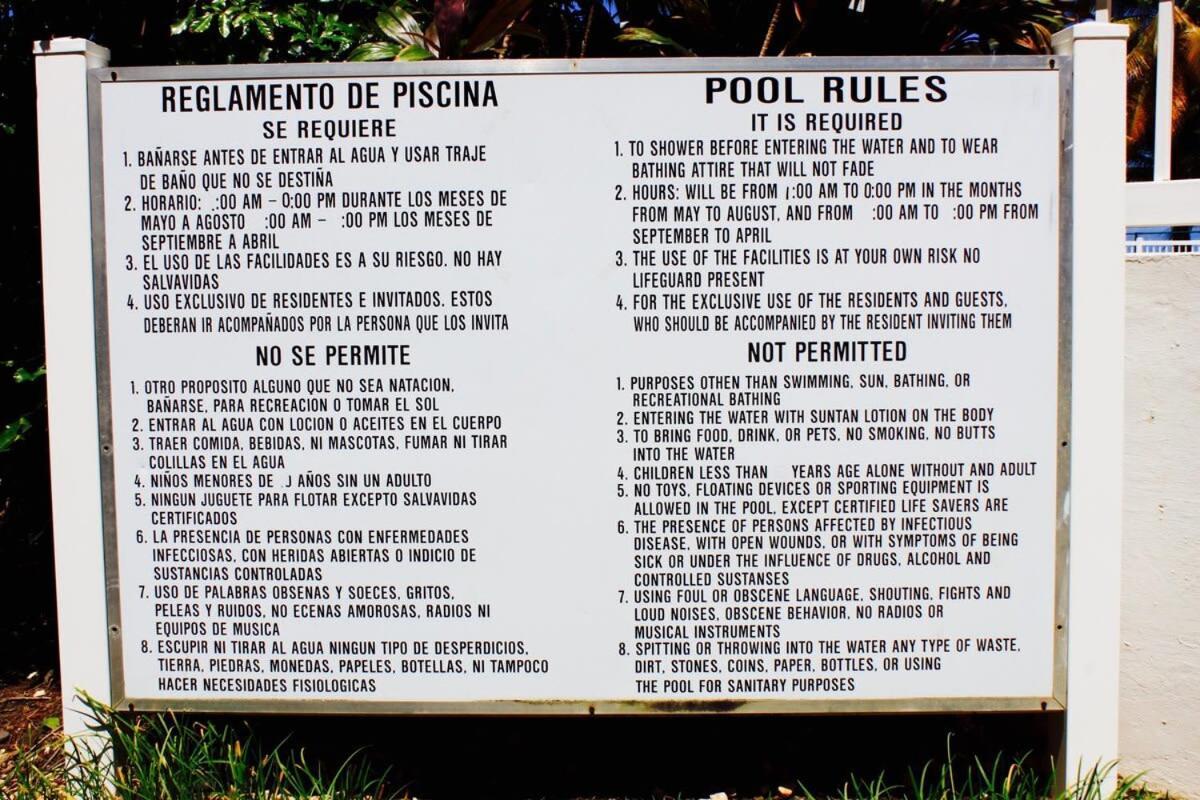 REGLAMENTO DE PISCINA
SE REQUIERE
1. BAÑARSE ANTES DE ENTRAR AL AGUA Y USAR TRAJE
DE BAÑO QUE NO SE DESTIÑA
2. HORARIO: :00 AM – 0:00 PM DURANTE LOS MESES DE
MAYO A AGOSTO :00 AM – :00 PM LOS MESES DE
SEPTIEMBRE A ABRIL
3. EL USO DE LAS FACILIDADES ES A SU RIESGO. NO HAY
SALVAVIDAS
4. USO EXCLUSIVO DE RESIDENTES E INVITADOS. ESTOS
DEBERAN IR ACOMPAÑADOS POR LA PERSONA QUE LOS INVITA
NO SE PERMITE
1. OTRO PROPOSITO ALGUNO QUE NO SEA NATACION,
BAÑARSE, PARA RECREACION O TOMAR EL SOL
2. ENTRAR AL AGUA CON LOCION O ACEITES EN EL CUERPO
3. TRAER COMIDA, BEBIDAS, NI MASCOTAS, FUMAR NI TIRAR
COLILLAS EN EL AGUA
4. NIÑOS MENORES DE AÑOS SIN UN ADULTO
5. NINGUN JUGUETE PARA FLOTAR EXCEPTO SALVAVIDAS
CERTIFICADOS
6. LA PRESENCIA DE PERSONAS CON ENFERMEDADES
INFECCIOSAS, CON HERIDAS ABIERTAS O INDICIO DE
SUSTANCIAS CONTROLADAS
7. USO DE PALABRAS OBSENAS Y SOECES, GRITOS,
PELEAS Y RUIDOS, NO ECENAS AMOROSAS, RADIOS NI
EQUIPOS DE MUSICA
8. ESCUPIR NI TIRAR AL AGUA NINGUN TIPO DE DESPERDICIOS,
TIERRA, PIEDRAS, MONEDAS, PAPELES, BOTELLAS, NI TAMPOCO
HACER NECESIDADES FISIOLOGICAS
POOL RULES
IT IS REQUIRED
1. TO SHOWER BEFORE ENTERING THE WATER AND TO WEAR
BATHING ATTIRE THAT WILL NOT FADE
2. HOURS: WILL BE FROM :00 AM TO 0:00 PM IN THE MONTHS
FROM MAY TO AUGUST, AND FROM :00 AM TO :00 PM FROM
SEPTEMBER TO APRIL
3. THE USE OF THE FACILITIES IS AT YOUR OWN RISK NO
LIFEGUARD PRESENT
4. FOR THE EXCLUSIVE USE OF THE RESIDENTS AND GUESTS,
WHO SHOULD BE ACCOMPANIED BY THE RESIDENT INVITING THEM
NOT PERMITTED
1. PURPOSES OTHEN THAN SWIMMING, SUN, BATHING, OR
RECREATIONAL BATHING
2. ENTERING THE WATER WITH SUNTAN LOTION ON THE BODY
3. TO BRING FOOD, DRINK, OR PETS, NO SMOKING, NO BUTTS
INTO THE WATER
4. CHILDREN LESS THAN YEARS AGE ALONE WITHOUT AND ADULT
5. NO TOYS, FLOATING DEVICES OR SPORTING EQUIPMENT IS
ALLOWED IN THE POOL, EXCEPT CERTIFIED LIFE SAVERS ARE
6. THE PRESENCE OF PERSONS AFFECTED BY INFECTIOUS
DISEASE, WITH OPEN WOUNDS, OR WITH SYMPTOMS OF BEING
SICK OR UNDER THE INFLUENCE OF DRUGS, ALCOHOL AND
CONTROLLED SUSTANSES
7. USING FOUL OR OBSCENE LANGUAGE, SHOUTING, FIGHTS AND
LOUD NOISES, OBSCENE BEHAVIOR, NO RADIOS OR
MUSICAL INSTRUMENTS
8. SPITTING OR THROWING INTO THE WATER ANY TYPE OF WASTE,
DIRT, STONES, COINS, PAPER, BOTTLES, OR USING
THE POOL FOR SANITARY PURPOSES